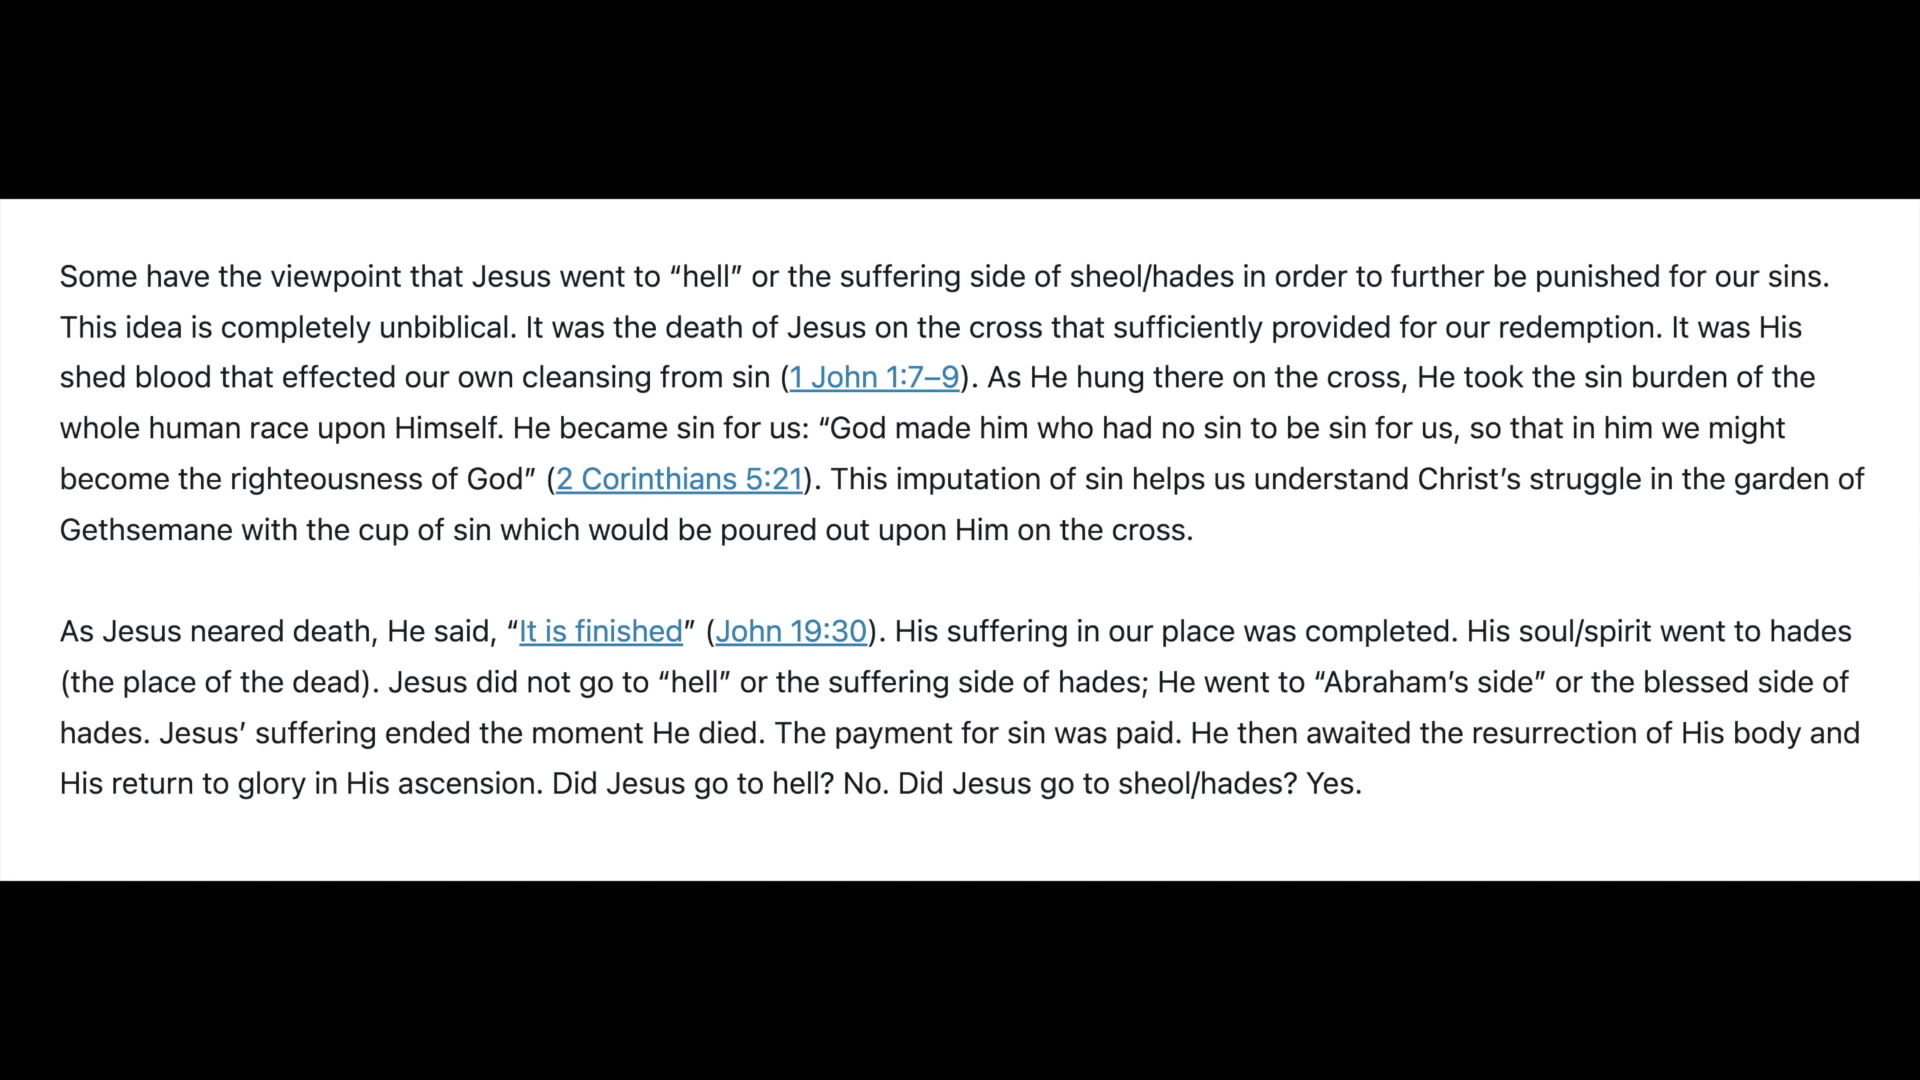 Some have the viewpoint that Jesus went to “hell” or the suffering side of sheol/hades in order to further be punished for our sins.
This idea is completely unbiblical. It was the death of Jesus on the cross that sufficiently provided for our redemption. It was His
shed blood that effected our own cleansing from sin (1 John 1:7–9). As He hung there on the cross, He took the sin burden of the
whole human race upon Himself. He became sin for us: “God made him who had no sin to be sin for us, so that in him we might
become the righteousness of God” (2 Corinthians 5:21). This imputation of sin helps us understand Christ’s struggle in the garden of
Gethsemane with the cup of sin which would be poured out upon Him on the cross.
As Jesus neared death, He said, “It is finished” (John 19:30). His suffering in our place was completed. His soul/spirit went to hades
(the place of the dead). Jesus did not go to “hell” or the suffering side of hades; He went to “Abraham’s side” or the blessed side of
hades. Jesus’ suffering ended the moment He died. The payment for sin was paid. He then awaited the resurrection of His body and
His return to glory in His ascension. Did Jesus go to hell? No. Did Jesus go to sheol/hades? Yes.